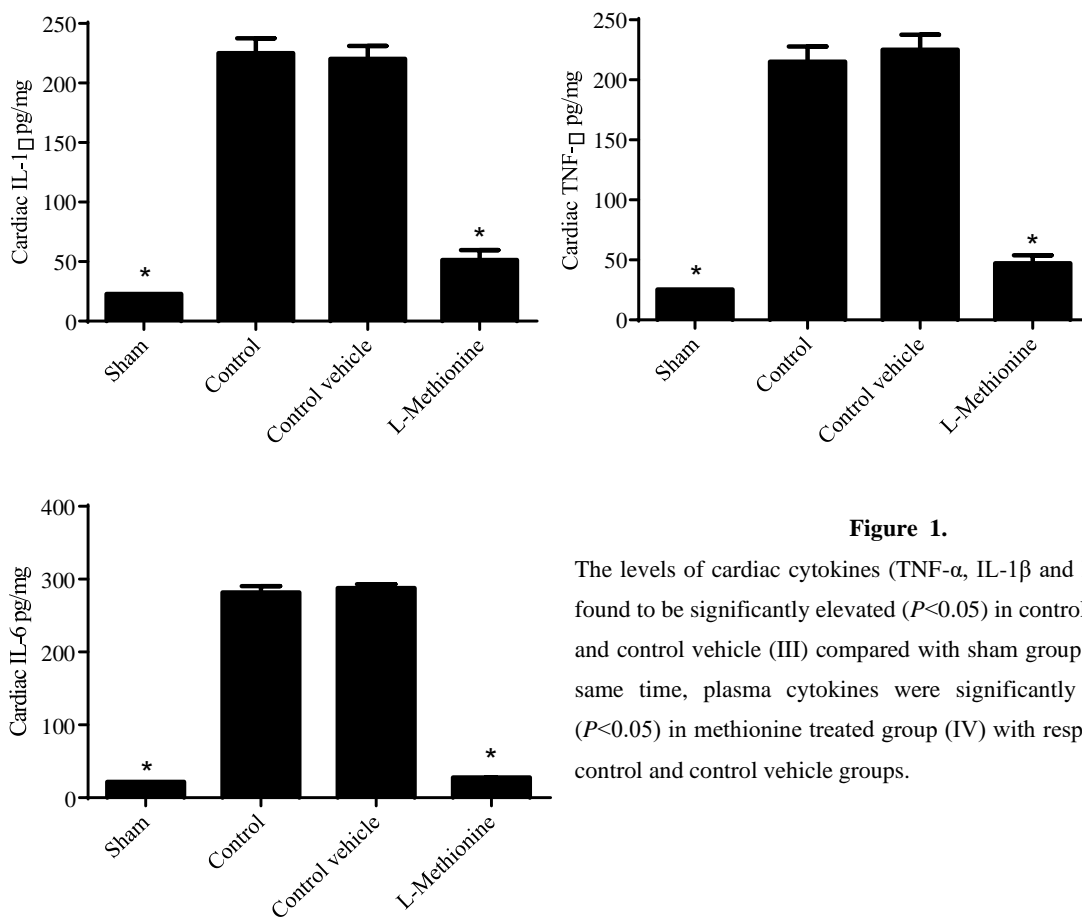 250
200
150
100
50
0
Cardiac IL-1□ pg/mg
*
*
Sham
Control
Control vehicle
L-Methionine
250
200
150
100
50
0
Cardiac TNF-□ pg/mg
*
*
Sham
Control
Control vehicle
L-Methionine
400
300
200
100
0
Cardiac IL-6 pg/mg
*
*
Sham
Control
Control vehicle
L-Methionine
Figure 1.
The levels of cardiac cytokines (TNF-α, IL-1β and
found to be significantly elevated (P<0.05) in control
and control vehicle (III) compared with sham group
same time, plasma cytokines were significantly
(P<0.05) in methionine treated group (IV) with resp
control and control vehicle groups.